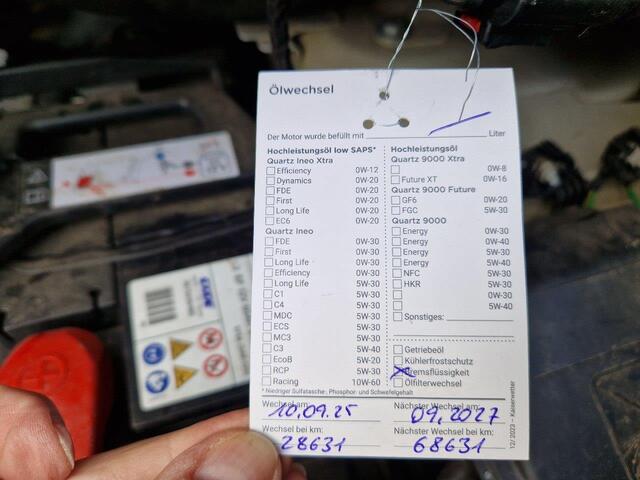 Ölwechsel
Der Motor wurde befüllt mit Liter
Hochleistungsöl low SAPS*
Quartz Ineo Xtra
Efficiency 0W-12
Dynamics 0W-20
FDE 0W-20
First 0W-20
Long Life 0W-20
EC6 0W-20
Quartz Ineo
FDE 0W-30
First 0W-30
Long Life 0W-30
Efficiency 0W-30
Long Life 5W-30
C1 5W-30
C4 5W-30
MDC 5W-30
ECS 5W-30
MC3 5W-30
C3 5W-40
EcoB 5W-20
RCP 5W-30
Racing 10W-60
* Niedriger Sulfatasche-, Phosphor- und Schwefelgehalt
Hochleistungsöl
Quartz 9000 Xtra
0W-8
Future XT 0W-16
Quartz 9000 Future
GF6 0W-20
FGC 5W-30
Quartz 9000
Energy 0W-30
Energy 0W-40
Energy 5W-30
Energy 5W-40
NFC 5W-30
HKR 5W-30
0W-30
5W-40
Sonstiges:
Getriebeöl
Kühlerfrostschutz
Bremsflüssigkeit
Ölfilterwechsel
Wechsel am:
10.09.25
Nächster Wechsel am:
09.2027
Wechsel bei km:
28631
Nächster Wechsel bei km:
68631
12/2023 – Kaiserwetter